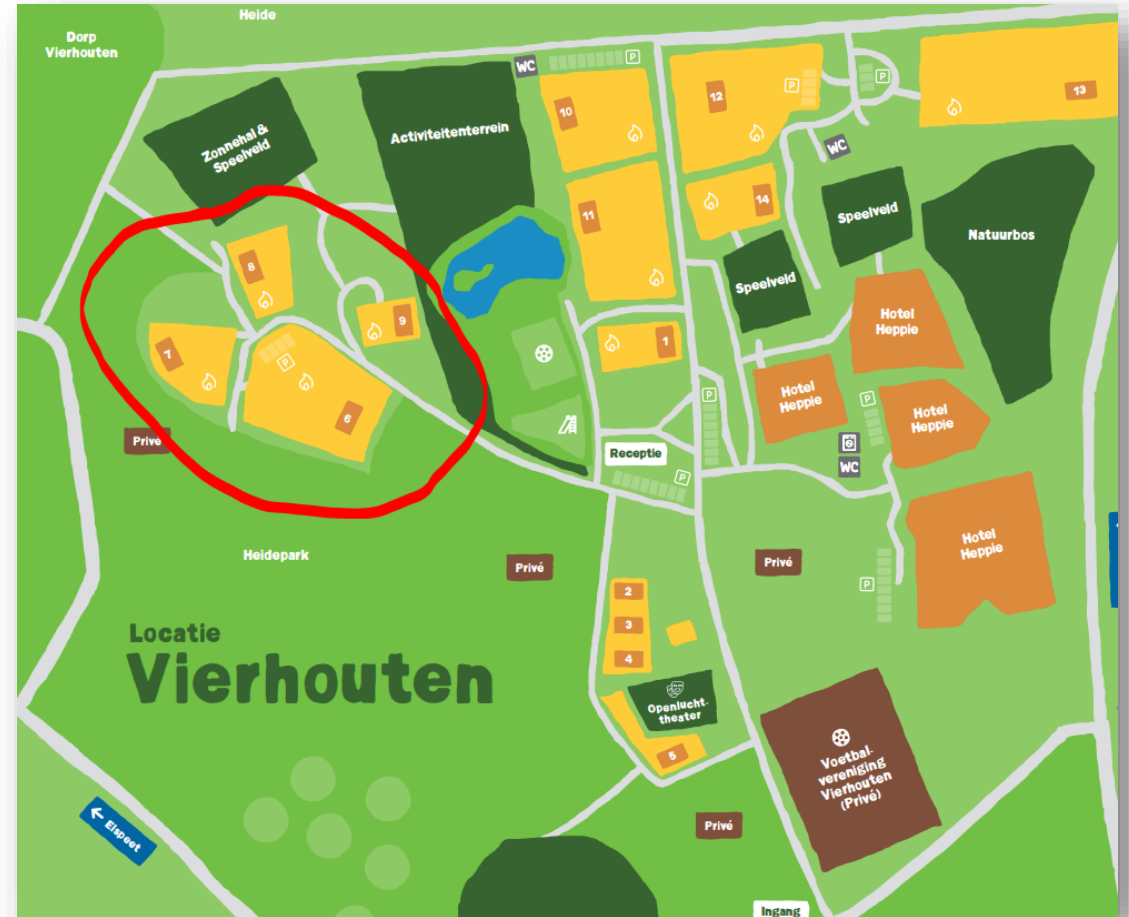 Heide
Dorp
Vierhouten
WC
P
10
12
P
P
13
Zonnehal &
Speelveld
Activiteitenterrein
WC
11
14
Speelveld
Natuurbos
Speelveld
8
9
Hotel
Heppie
7
P
1
6
Hotel
Heppie
P
P
Hotel
Heppie
Privé
Receptie
WC
P
Heidepark
Privé
Privé
Hotel
Heppie
P
2
3
4
Locatie
Vierhouten
Openlucht-
theater
5
Voetbal-
vereniging
Vierhouten
(Privé)
← Elspeet
Privé
Ingang